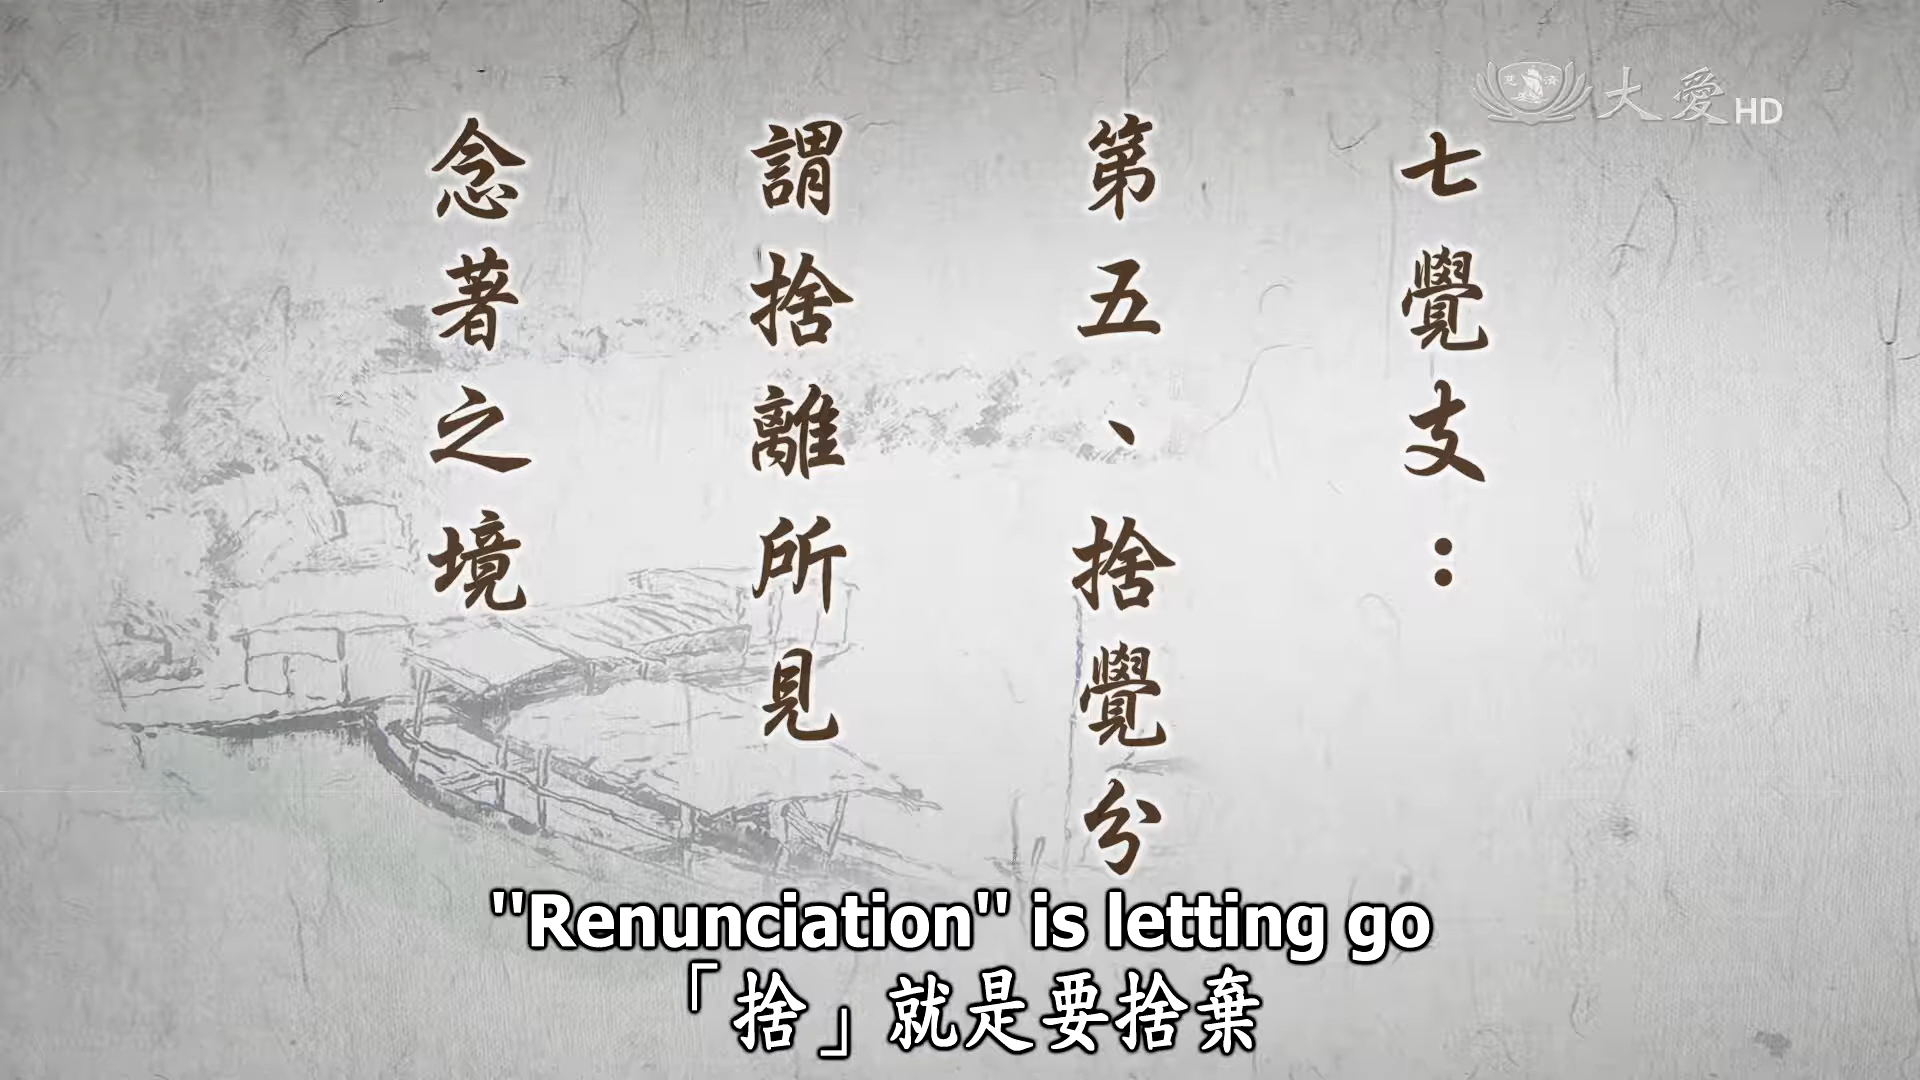 大愛HD
七覺支：
第五、捨覺分
謂捨離所見
念著之境
"Renunciation" is letting go
「捨」就是要捨棄